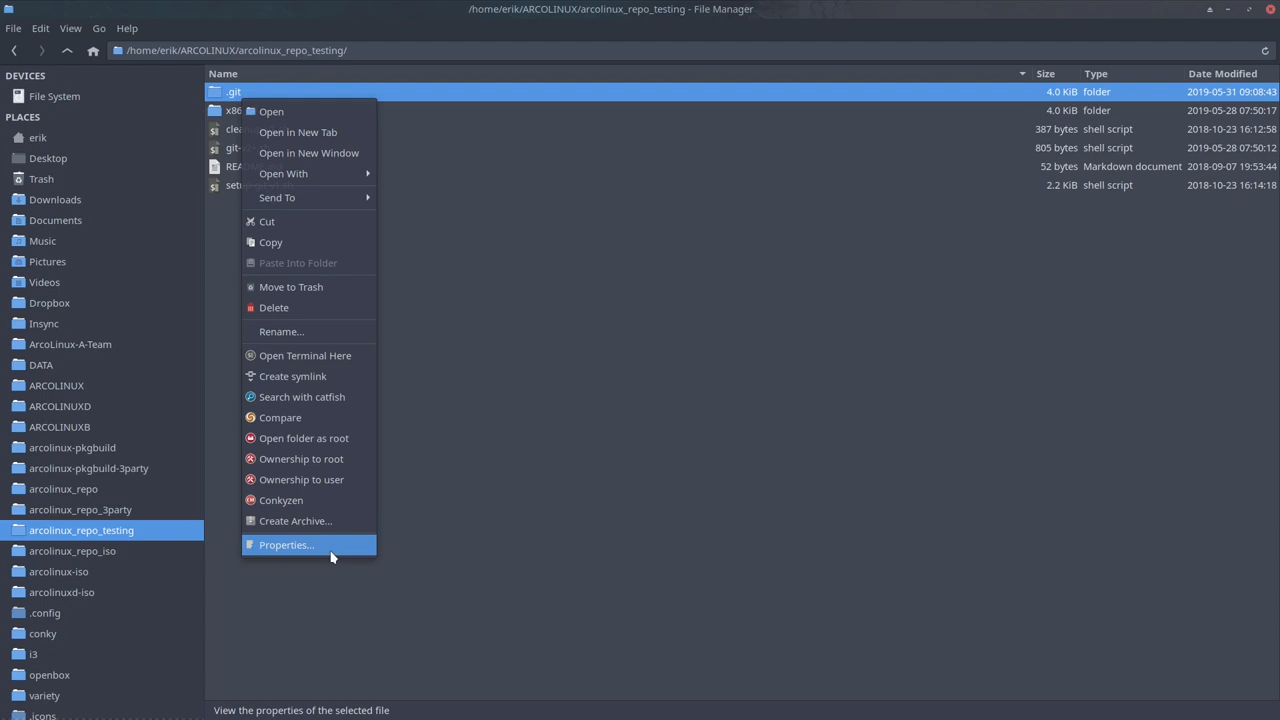 /home/erik/ARCOLINUX/arcolinux_repo_testing - File Manager
File Edit View Go Help
/home/erik/ARCOLINUX/arcolinux_repo_testing/
DEVICES
File System
PLACES
erik
Desktop
Trash
Downloads
Documents
Music
Pictures
Videos
Dropbox
Insync
ArcoLinux-A-Team
DATA
ARCOLINUX
ARCOLINUXD
ARCOLINUXB
arcolinux-pkgbuild
arcolinux-pkgbuild-3party
arcolinux_repo
arcolinux_repo_3party
arcolinux_repo_testing
arcolinux_repo_iso
arcolinux-iso
arcolinuxd-iso
.config
conky
i3
openbox
variety
.icons
Name Size Type Date Modified
.git 4.0 KiB folder 2019-05-31 09:08:43
x86 4.0 KiB folder 2019-05-28 07:50:12
387 bytes shell script 2018-10-23 16:12:58
git- 805 bytes shell script 2019-05-28 07:50:12
52 bytes Markdown document 2018-09-07 19:53:44
2.2 KiB shell script 2018-10-23 16:14:18
Open
Open in New Tab
Open in New Window
Open With
Send To
Cut
Copy
Paste Into Folder
Move to Trash
Delete
Rename...
Open Terminal Here
Create symlink
Search with catfish
Compare
Open folder as root
Ownership to root
Ownership to user
Conkyzen
Create Archive...
Properties...
View the properties of the selected file